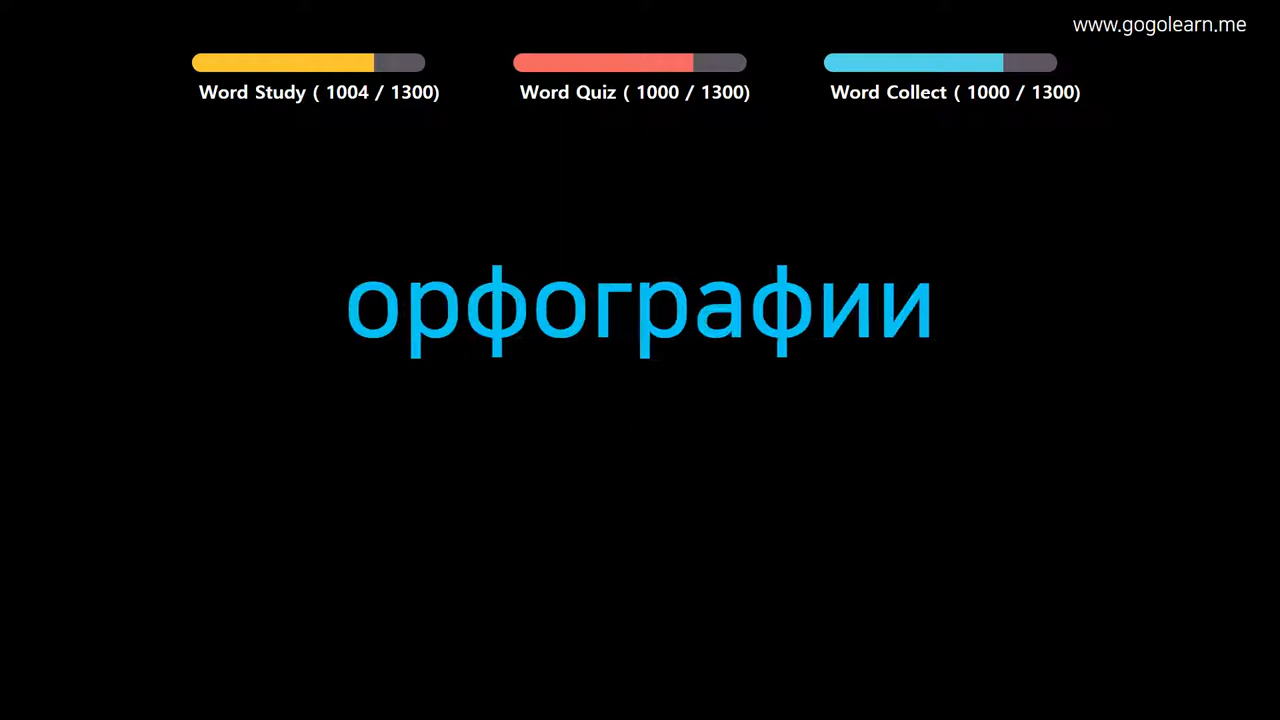 www.gogolearn.me
Word Study ( 1004 / 1300)
Word Quiz ( 1000 / 1300)
Word Collect ( 1000 / 1300)
орфографии